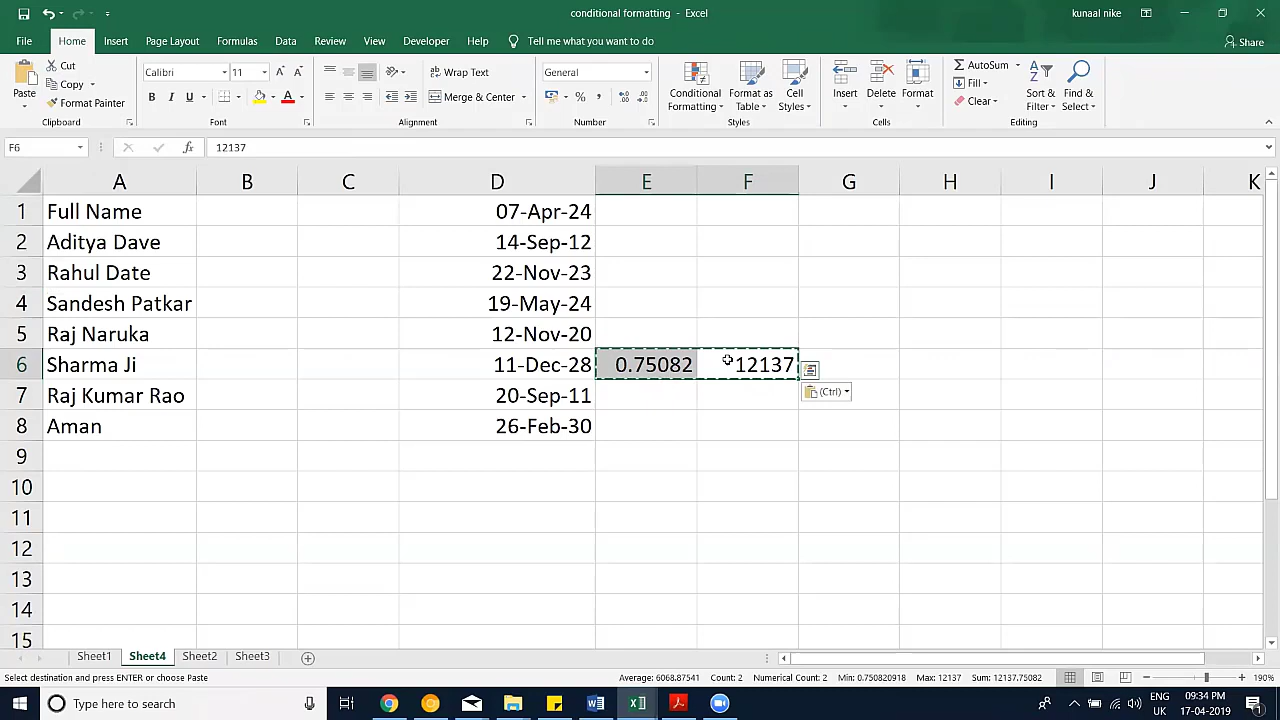 conditional formatting - Excel
kunaal nike
File Home Insert Page Layout Formulas Data Review View Developer Help Tell me what you want to do Share
Paste
Cut
Copy
Format Painter
Clipboard
Calibri 11
B I U A
Font
Wrap Text
Merge & Center
Alignment
General
%
Number
Conditional Formatting
Format as Table
Cell Styles
Styles
Insert Delete Format
Cells
AutoSum
Fill
Clear
Sort & Filter
Find & Select
Editing
F6 fx 12137
A B C D E F G H I J K
1 Full Name 07-Apr-24
2 Aditya Dave 14-Sep-12
3 Rahul Date 22-Nov-23
4 Sandesh Patkar 19-May-24
5 Raj Naruka 12-Nov-20
6 Sharma Ji 11-Dec-28 0.75082 12137
7 Raj Kumar Rao 20-Sep-11
(Ctrl)
8 Aman 26-Feb-30
9
10
11
12
13
14
15
Sheet1 Sheet4 Sheet2 Sheet3
Select destination and press ENTER or choose Paste Average: 6068.87541 Count: 2 Numerical Count: 2 Min: 0.750820918 Max: 12137 Sum: 12137.75082 190%
Type here to search ENG 09:34 PM
UK 17-04-2019